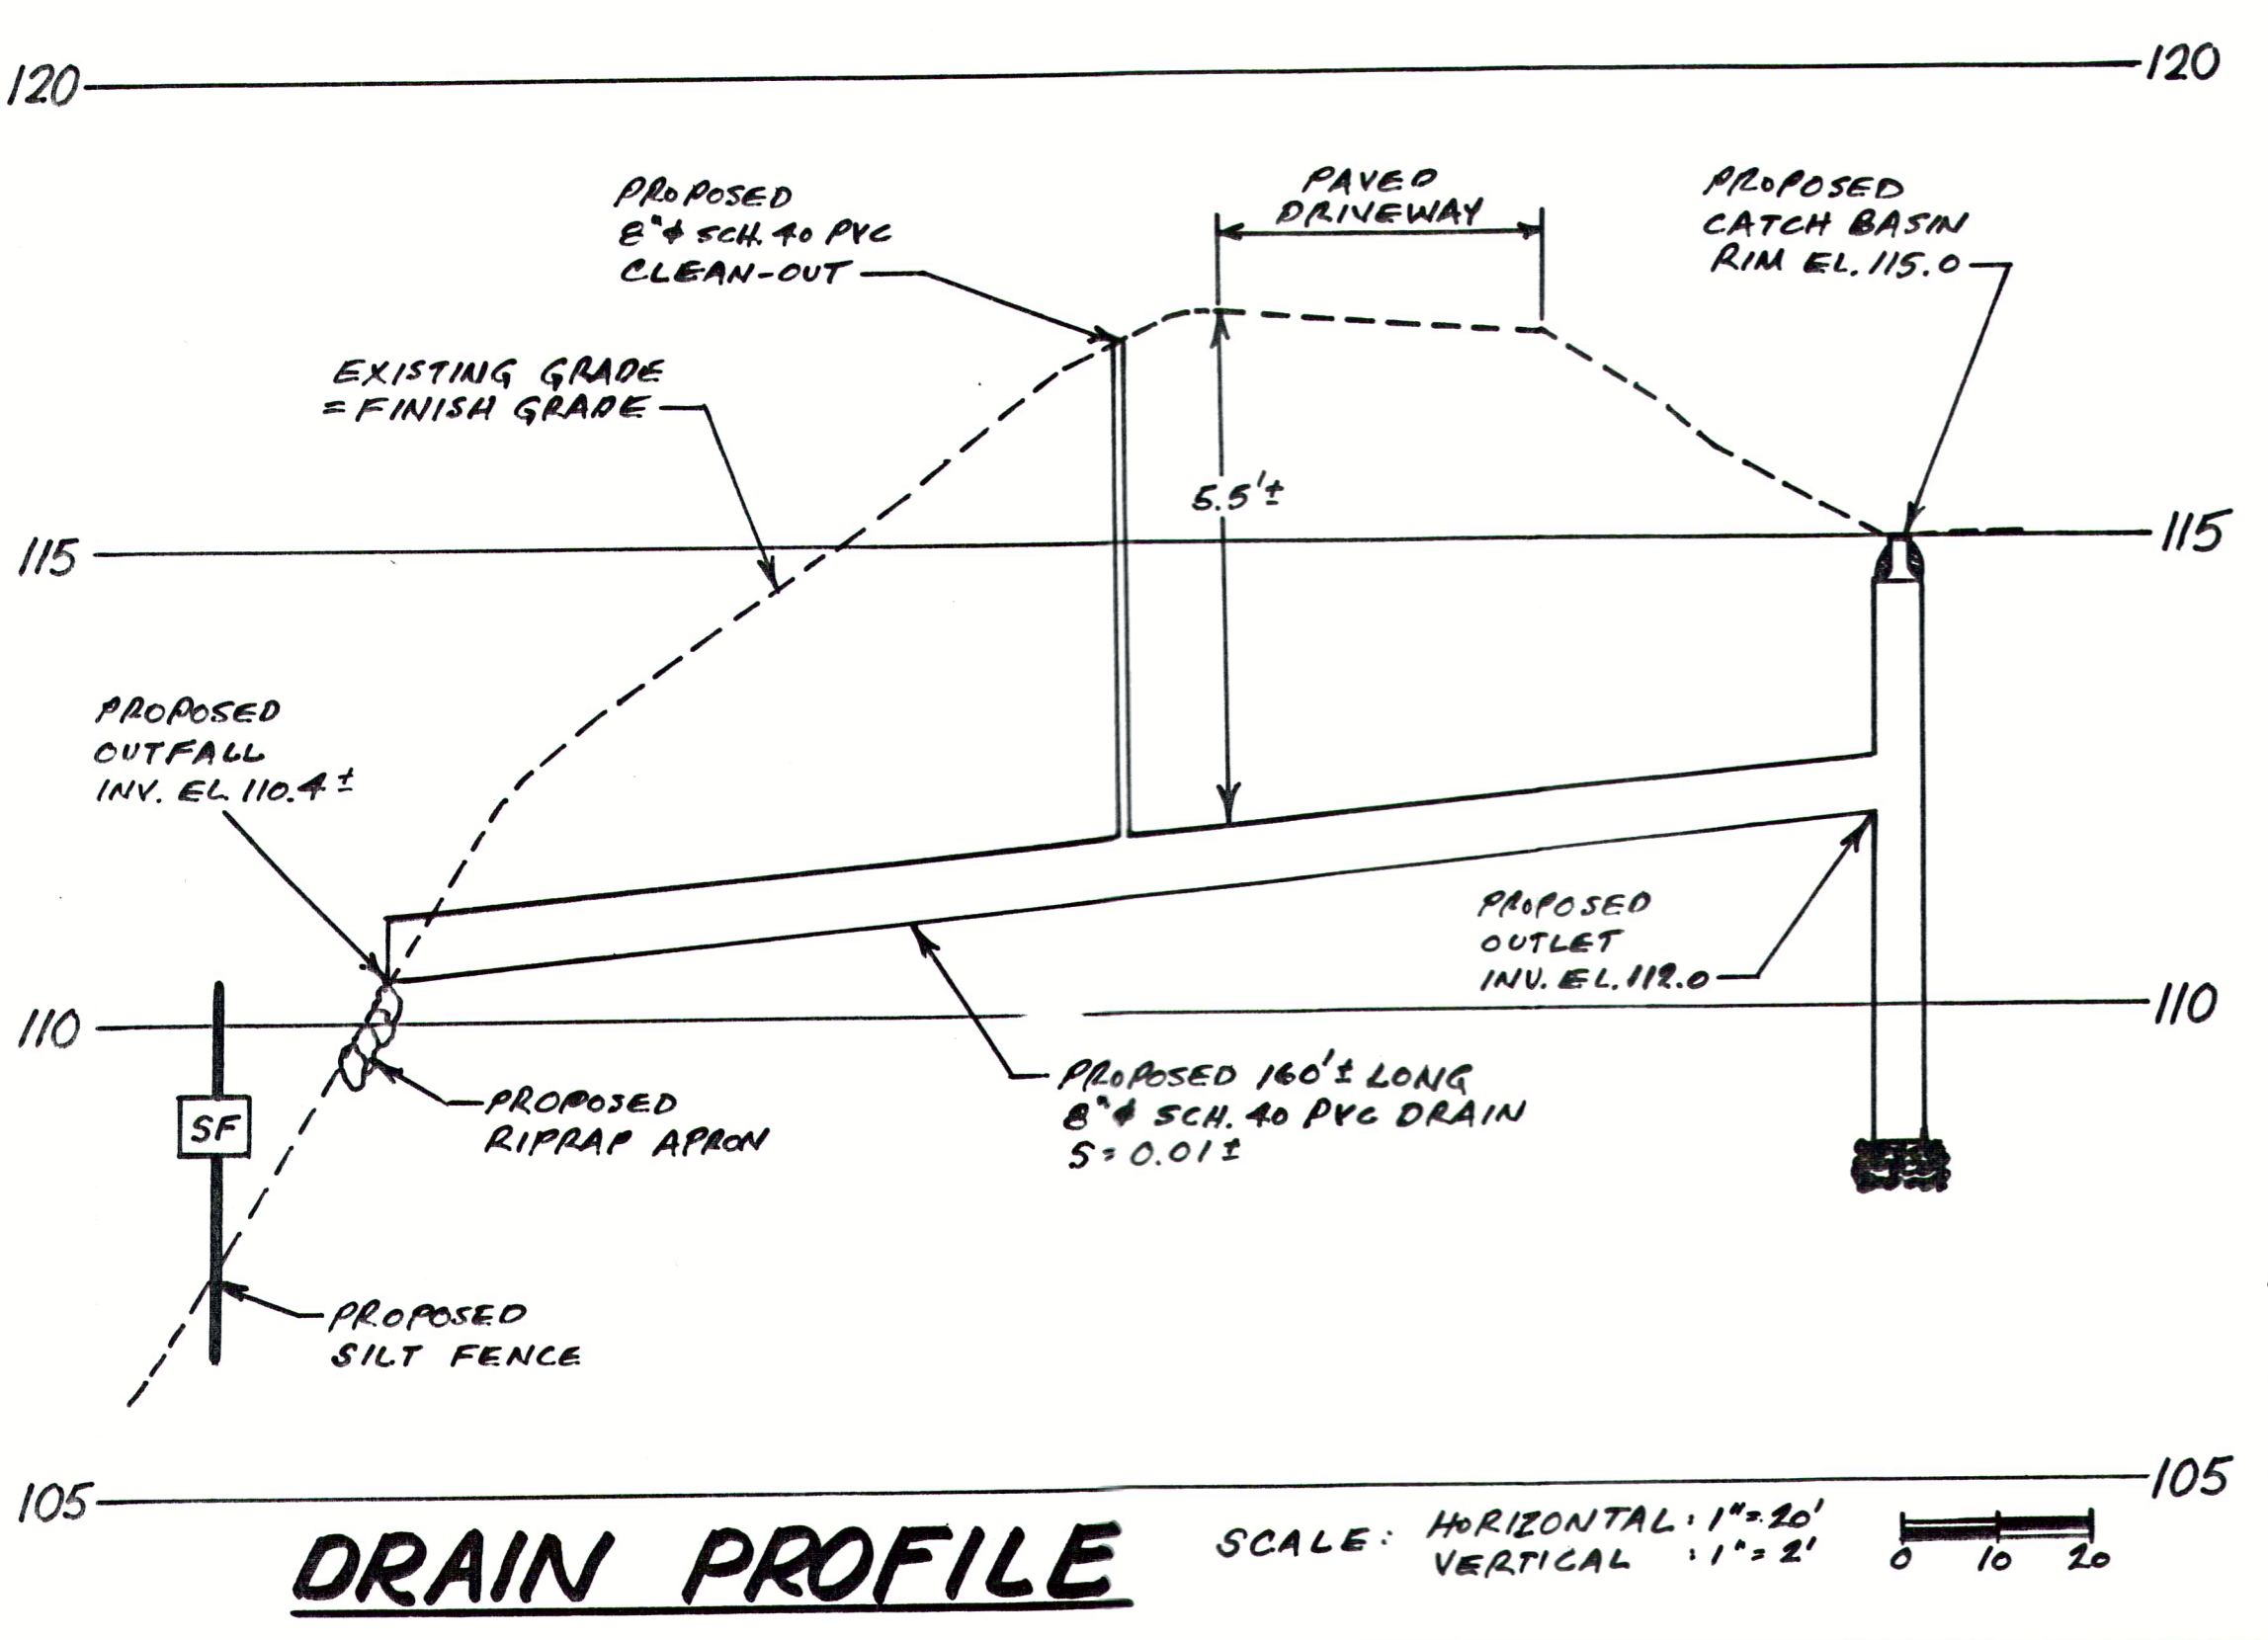 120
120
PROPOSED
8"ϕ SCH. 40 PVC
CLEAN-OUT
PAVED
DRIVEWAY
PROPOSED
CATCH BASIN
RIM EL. 115.0
EXISTING GRADE
= FINISH GRADE
5.5'±
115
115
PROPOSED
OUTFALL
INV. EL. 110.4±
PROPOSED
OUTLET
INV. EL. 112.0
110
110
SF
PROPOSED
RIPRAP APRON
PROPOSED 160'± LONG
8"ϕ SCH. 40 PVC DRAIN
S = 0.01±
PROPOSED
SILT FENCE
105
105
DRAIN PROFILE
SCALE: HORIZONTAL: 1"=20'
VERTICAL : 1"=2'
0 10 20